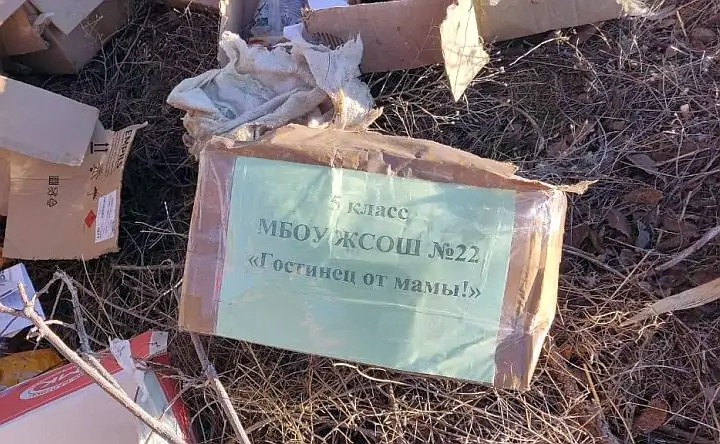 5 класс
МБОУ ЖСОШ №22
«Гостинец от мамы!»